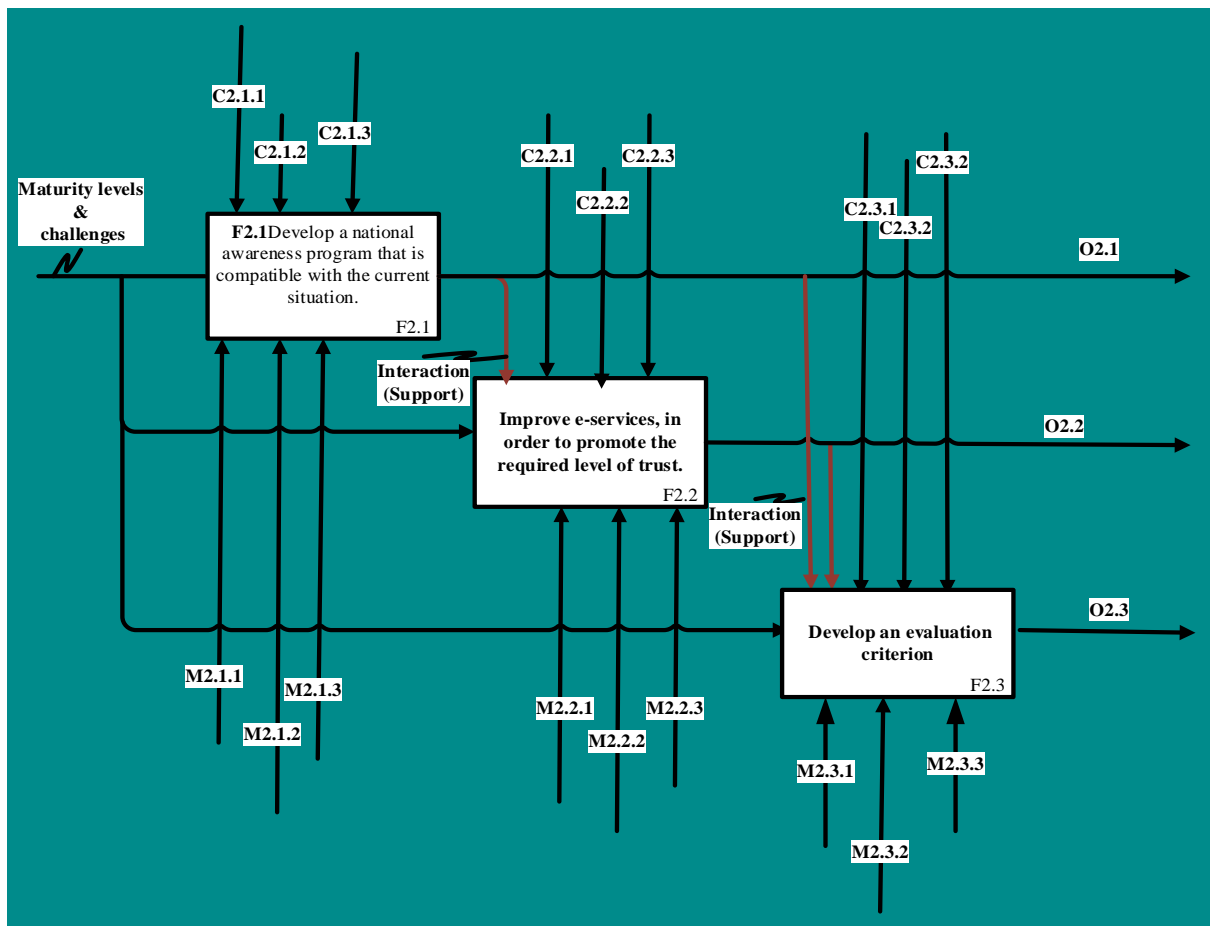 C2.1.1
C2.1.2
C2.1.3
C2.2.1
C2.2.2
C2.2.3
C2.3.1
C2.3.2
C2.3.2
Maturity levels
&
challenges
F2.1Develop a national
awareness program that is
compatible with the current
situation.
F2.1
O2.1
Interaction
(Support)
Improve e-services, in
order to promote the
required level of trust.
F2.2
O2.2
Interaction
(Support)
Develop an evaluation
criterion
F2.3
O2.3
M2.1.1
M2.1.2
M2.1.3
M2.2.1
M2.2.2
M2.2.3
M2.3.1
M2.3.2
M2.3.3